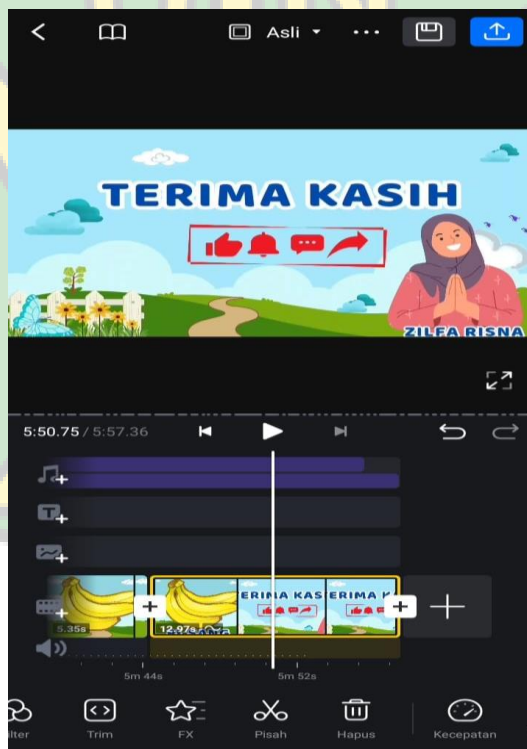 Asli
TERIMA KASIH
ZILFA RISNA
5:50.75 / 5:57.36
T
ERIMA KAS ERIMA K
5.35s 12.97s
5m 44s 5m 52s
ilter Trim FX Pisah Hapus Kecepatan